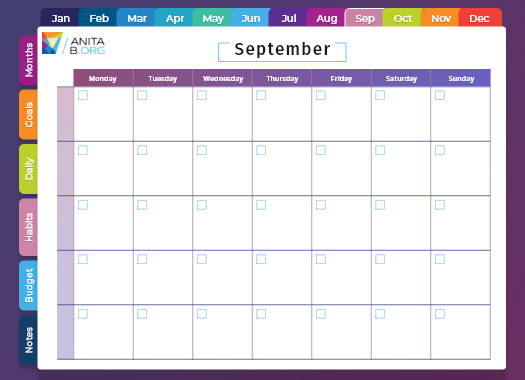 Jan Feb Mar Apr May Jun Jul Aug Sep Oct Nov Dec
ANITA
B.ORG
September
Monday Tuesday Wednesday Thursday Friday Saturday Sunday
Months
Goals
Daily
Habits
Budget
Notes